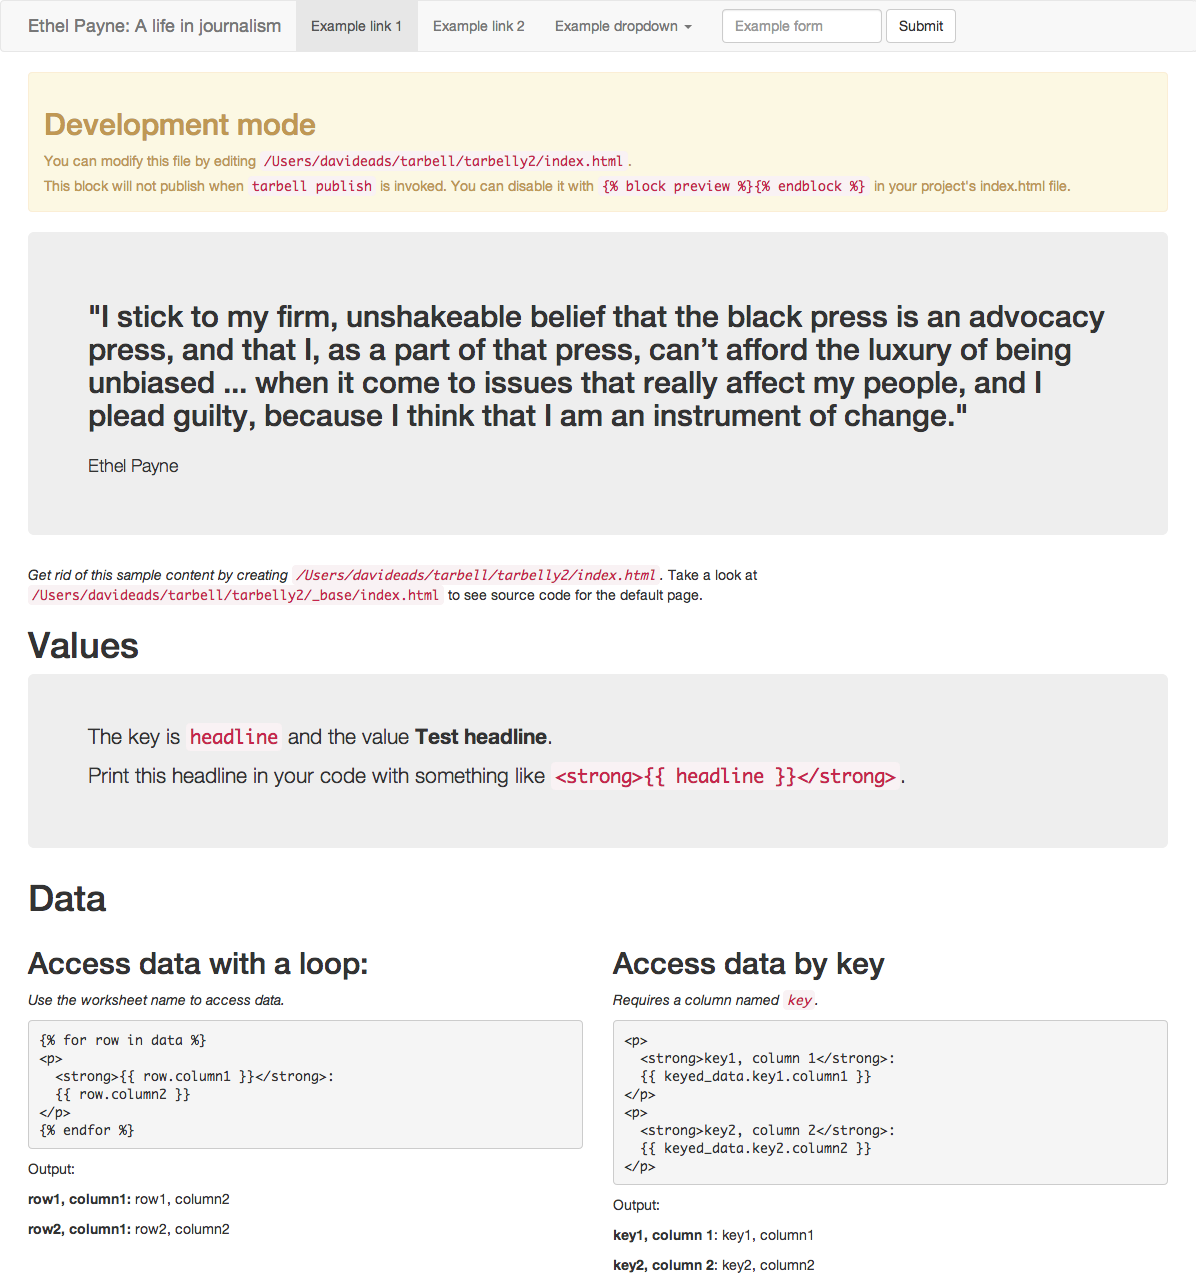 Ethel Payne: A life in journalism Example link 1 Example link 2 Example dropdown Example form Submit
Development mode
You can modify this file by editing /Users/davideads/tarbell/tarbelly2/index.html .
This block will not publish when tarbell publish is invoked. You can disable it with {% block preview %}{% endblock %} in your project's index.html file.
"I stick to my firm, unshakeable belief that the black press is an advocacy
press, and that I, as a part of that press, can’t afford the luxury of being
unbiased ... when it come to issues that really affect my people, and I
plead guilty, because I think that I am an instrument of change."
Ethel Payne
Get rid of this sample content by creating /Users/davideads/tarbell/tarbelly2/index.html . Take a look at
/Users/davideads/tarbell/tarbelly2/_base/index.html to see source code for the default page.
Values
The key is headline and the value Test headline.
Print this headline in your code with something like <strong>{{ headline }}</strong> .
Data
Access data with a loop:
Use the worksheet name to access data.
{% for row in data %}
<p>
<strong>{{ row.column1 }}</strong>:
{{ row.column2 }}
</p>
{% endfor %}
Output:
row1, column1: row1, column2
row2, column1: row2, column2
Access data by key
Requires a column named key .
<p>
<strong>key1, column 1</strong>:
{{ keyed_data.key1.column1 }}
</p>
<p>
<strong>key2, column 2</strong>:
{{ keyed_data.key2.column2 }}
</p>
Output:
key1, column 1: key1, column1
key2, column 2: key2, column2